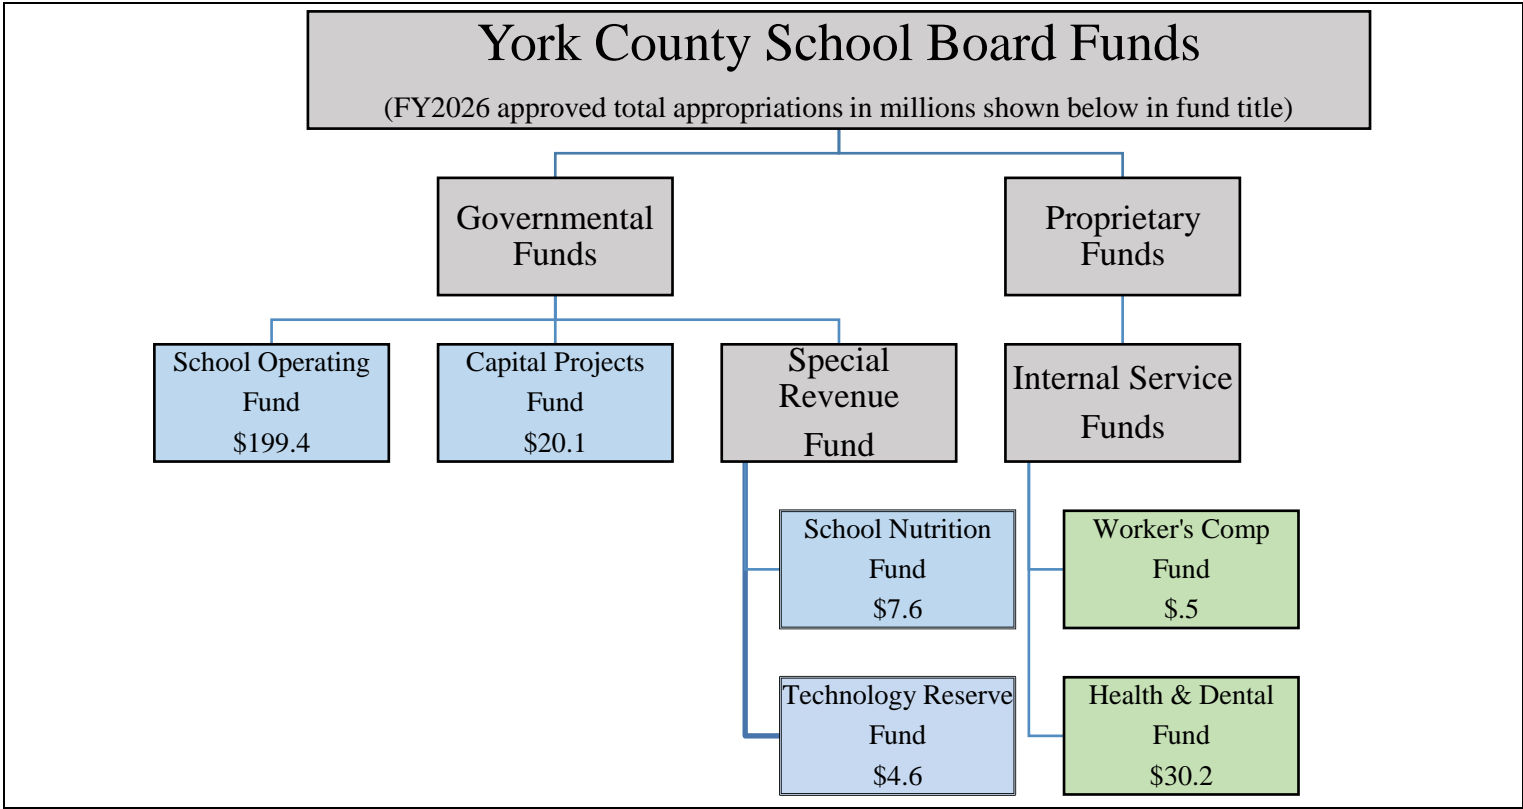 York County School Board Funds
(FY2026 approved total appropriations in millions shown below in fund title)
Governmental
Funds
Proprietary
Funds
School Operating
Fund
$199.4
Capital Projects
Fund
$20.1
Special
Revenue
Fund
Internal Service
Funds
School Nutrition
Fund
$7.6
Worker's Comp
Fund
$.5
Technology Reserve
Fund
$4.6
Health & Dental
Fund
$30.2